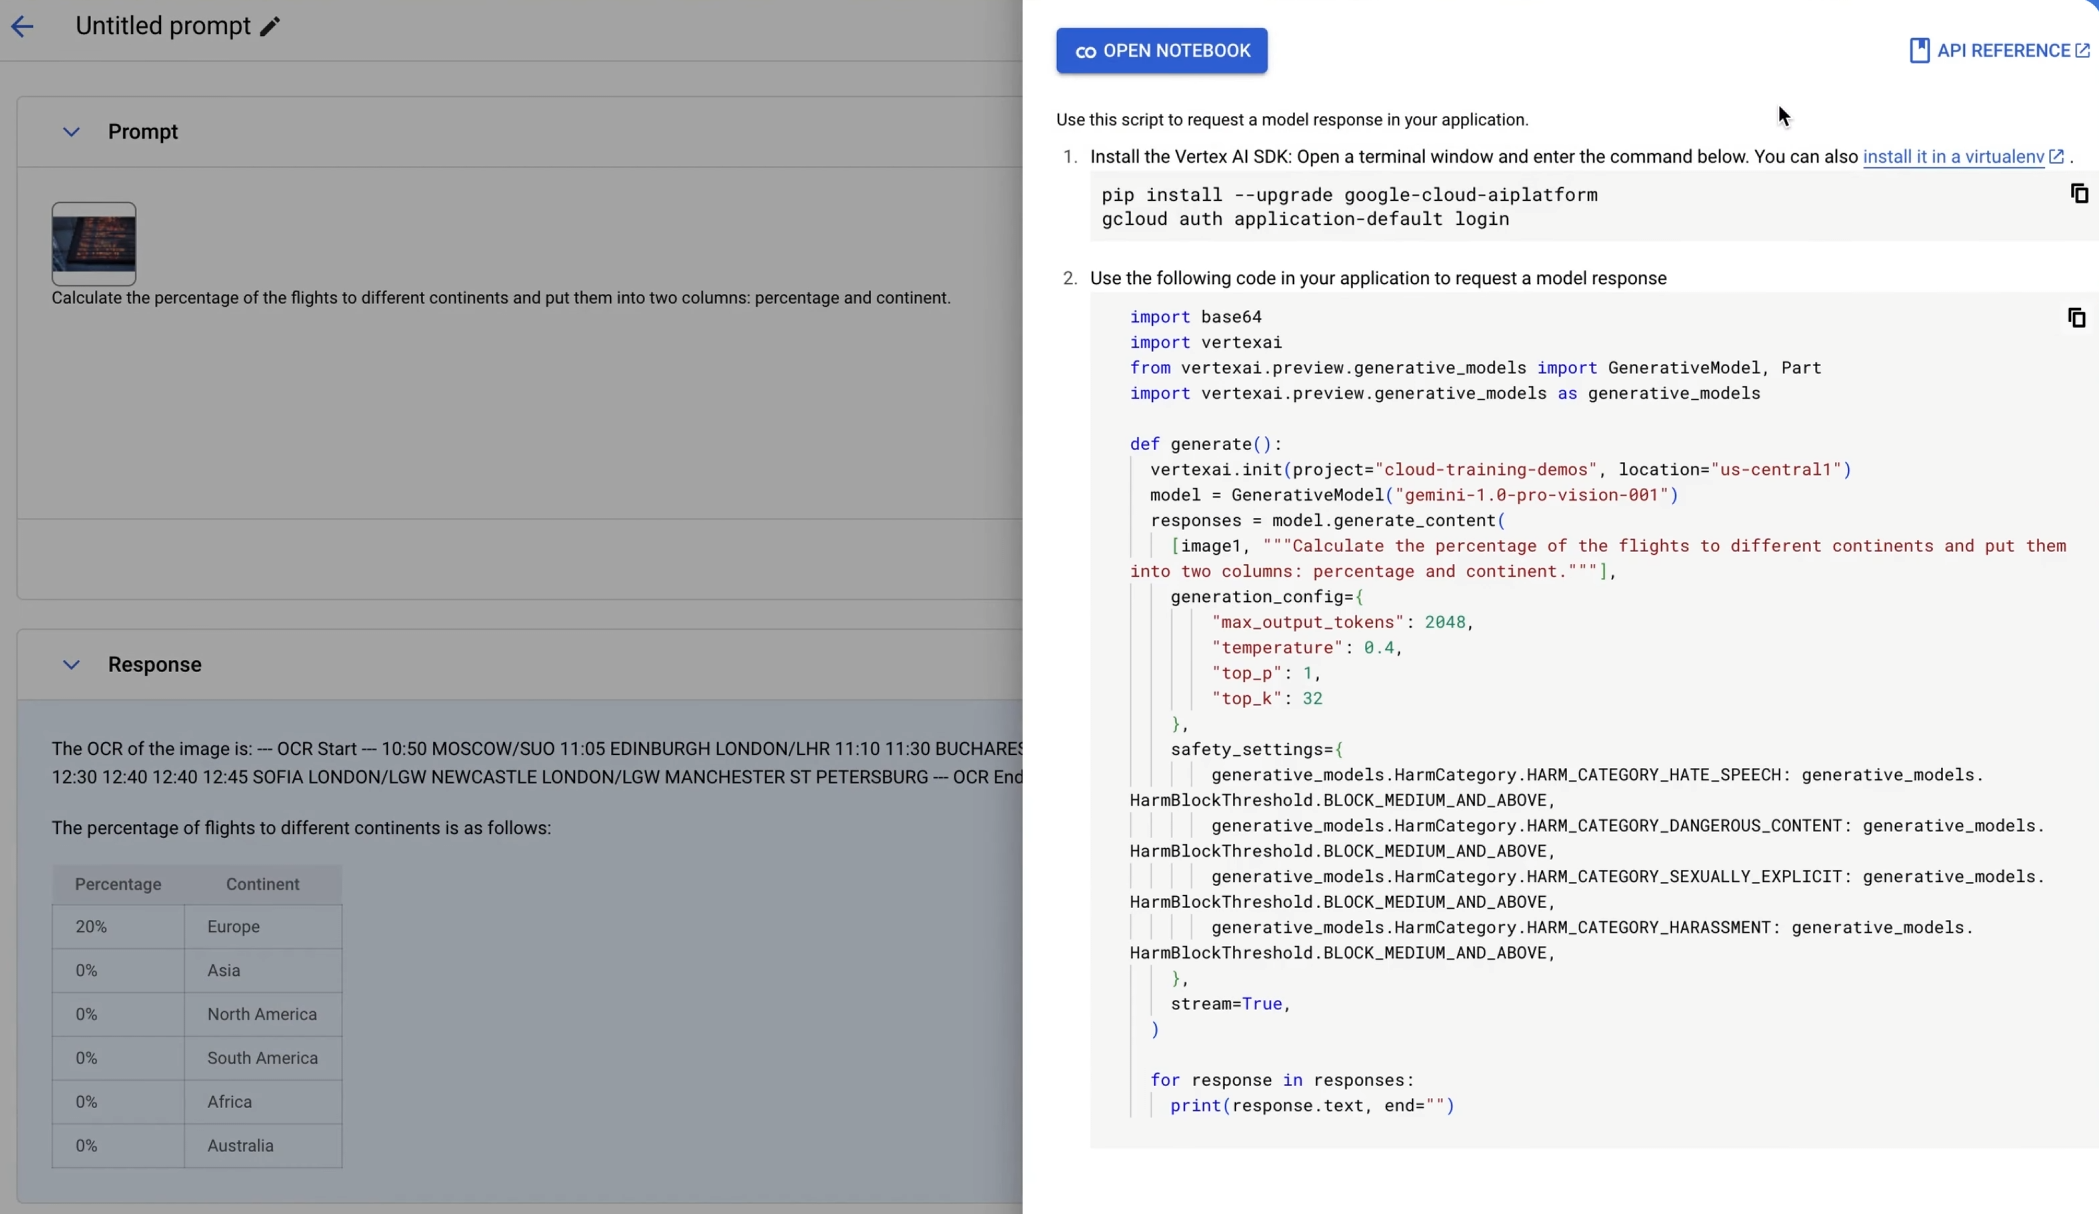 Untitled prompt
Prompt
Calculate the percentage of the flights to different continents and put them into two columns: percentage and continent.
Response
The OCR of the image is: --- OCR Start --- 10:50 MOSCOW/SUO 11:05 EDINBURGH LONDON/LHR 11:10 11:30 BUCHARES
12:30 12:40 12:40 12:45 SOFIA LONDON/LGW NEWCASTLE LONDON/LGW MANCHESTER ST PETERSBURG --- OCR End
The percentage of flights to different continents is as follows:
Percentage Continent
20% Europe
0% Asia
0% North America
0% South America
0% Africa
0% Australia
OPEN NOTEBOOK
API REFERENCE
Use this script to request a model response in your application.
1. Install the Vertex AI SDK: Open a terminal window and enter the command below. You can also install it in a virtualenv .
pip install --upgrade google-cloud-aiplatform
gcloud auth application-default login
2. Use the following code in your application to request a model response
import base64
import vertexai
from vertexai.preview.generative_models import GenerativeModel, Part
import vertexai.preview.generative_models as generative_models
def generate():
vertexai.init(project="cloud-training-demos", location="us-central1")
model = GenerativeModel("gemini-1.0-pro-vision-001")
responses = model.generate_content(
[image1, """Calculate the percentage of the flights to different continents and put them
into two columns: percentage and continent."""],
generation_config={
"max_output_tokens": 2048,
"temperature": 0.4,
"top_p": 1,
"top_k": 32
},
safety_settings={
generative_models.HarmCategory.HARM_CATEGORY_HATE_SPEECH: generative_models.
HarmBlockThreshold.BLOCK_MEDIUM_AND_ABOVE,
generative_models.HarmCategory.HARM_CATEGORY_DANGEROUS_CONTENT: generative_models.
HarmBlockThreshold.BLOCK_MEDIUM_AND_ABOVE,
generative_models.HarmCategory.HARM_CATEGORY_SEXUALLY_EXPLICIT: generative_models.
HarmBlockThreshold.BLOCK_MEDIUM_AND_ABOVE,
generative_models.HarmCategory.HARM_CATEGORY_HARASSMENT: generative_models.
HarmBlockThreshold.BLOCK_MEDIUM_AND_ABOVE,
},
stream=True,
)
for response in responses:
print(response.text, end="")